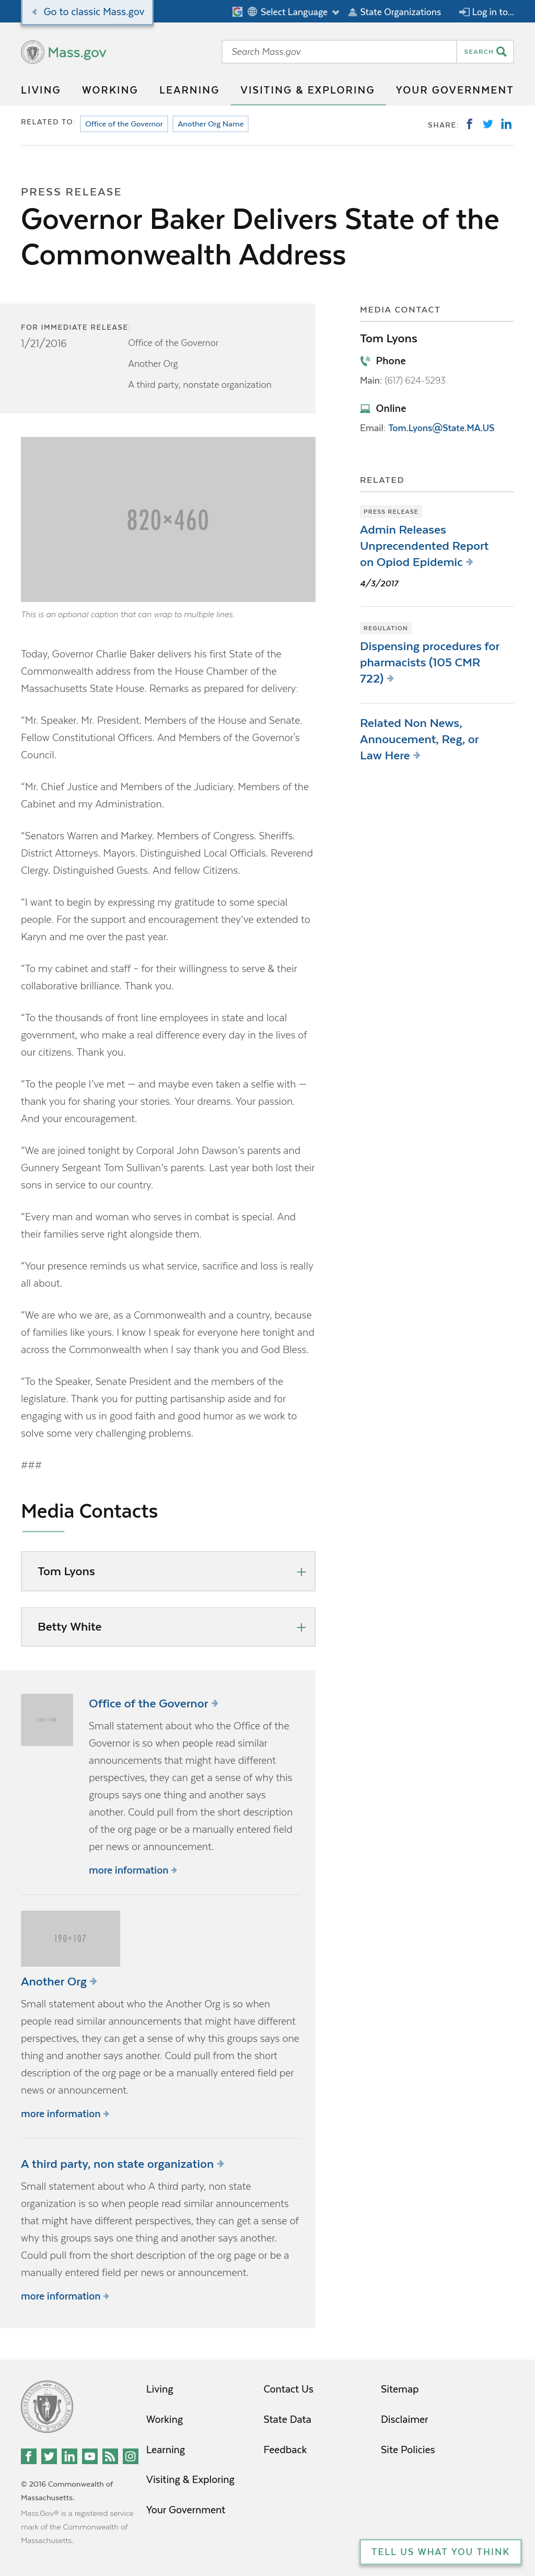 Go to classic Mass.gov
Select Language
State Organizations
Log in to...
Mass.gov
Search Mass.gov
SEARCH
LIVING
WORKING
LEARNING
VISITING & EXPLORING
YOUR GOVERNMENT
RELATED TO:
Office of the Governor
Another Org Name
SHARE:
PRESS RELEASE
Governor Baker Delivers State of the
Commonwealth Address
FOR IMMEDIATE RELEASE:
1/21/2016
Office of the Governor
Another Org
A third party, nonstate organization
820×460
This is an optional caption that can wrap to multiple lines.
Today, Governor Charlie Baker delivers his first State of the
Commonwealth address from the House Chamber of the
Massachusetts State House. Remarks as prepared for delivery:
“Mr. Speaker. Mr. President. Members of the House and Senate.
Fellow Constitutional Officers. And Members of the Governor's
Council.
“Mr. Chief Justice and Members of the Judiciary. Members of the
Cabinet and my Administration.
“Senators Warren and Markey. Members of Congress. Sheriffs.
District Attorneys. Mayors. Distinguished Local Officials. Reverend
Clergy. Distinguished Guests. And fellow Citizens.
“I want to begin by expressing my gratitude to some special
people. For the support and encouragement they've extended to
Karyn and me over the past year.
“To my cabinet and staff – for their willingness to serve & their
collaborative brilliance. Thank you.
“To the thousands of front line employees in state and local
government, who make a real difference every day in the lives of
our citizens. Thank you.
“To the people I've met — and maybe even taken a selfie with —
thank you for sharing your stories. Your dreams. Your passion.
And your encouragement.
“We are joined tonight by Corporal John Dawson's parents and
Gunnery Sergeant Tom Sullivan's parents. Last year both lost their
sons in service to our country.
“Every man and woman who serves in combat is special. And
their families serve right alongside them.
“Your presence reminds us what service, sacrifice and loss is really
all about.
“We are who we are, as a Commonwealth and a country, because
of families like yours. I know I speak for everyone here tonight and
across the Commonwealth when I say thank you and God Bless.
“To the Speaker, Senate President and the members of the
legislature. Thank you for putting partisanship aside and for
engaging with us in good faith and good humor as we work to
solve some very challenging problems.
###
MEDIA CONTACT
Tom Lyons
Phone
Main: (617) 624-5293
Online
Email: Tom.Lyons@State.MA.US
RELATED
PRESS RELEASE
Admin Releases
Unprecendented Report
on Opiod Epidemic
4/3/2017
REGULATION
Dispensing procedures for
pharmacists (105 CMR
722)
Related Non News,
Annoucement, Reg, or
Law Here
Media Contacts
Tom Lyons
Betty White
Office of the Governor
Small statement about who the Office of the
Governor is so when people read similar
announcements that might have different
perspectives, they can get a sense of why this
groups says one thing and another says
another. Could pull from the short description
of the org page or be a manually entered field
per news or announcement.
more information
190×107
Another Org
Small statement about who the Another Org is so when
people read similar announcements that might have different
perspectives, they can get a sense of why this groups says one
thing and another says another. Could pull from the short
description of the org page or be a manually entered field per
news or announcement.
more information
A third party, non state organization
Small statement about who A third party, non state
organization is so when people read similar announcements
that might have different perspectives, they can get a sense of
why this groups says one thing and another says another.
Could pull from the short description of the org page or be a
manually entered field per news or announcement.
more information
Living
Working
Learning
Visiting & Exploring
Your Government
Contact Us
State Data
Feedback
Sitemap
Disclaimer
Site Policies
© 2016 Commonwealth of
Massachusetts.
Mass.Gov® is a registered service
mark of the Commonwealth of
Massachusetts.
TELL US WHAT YOU THINK